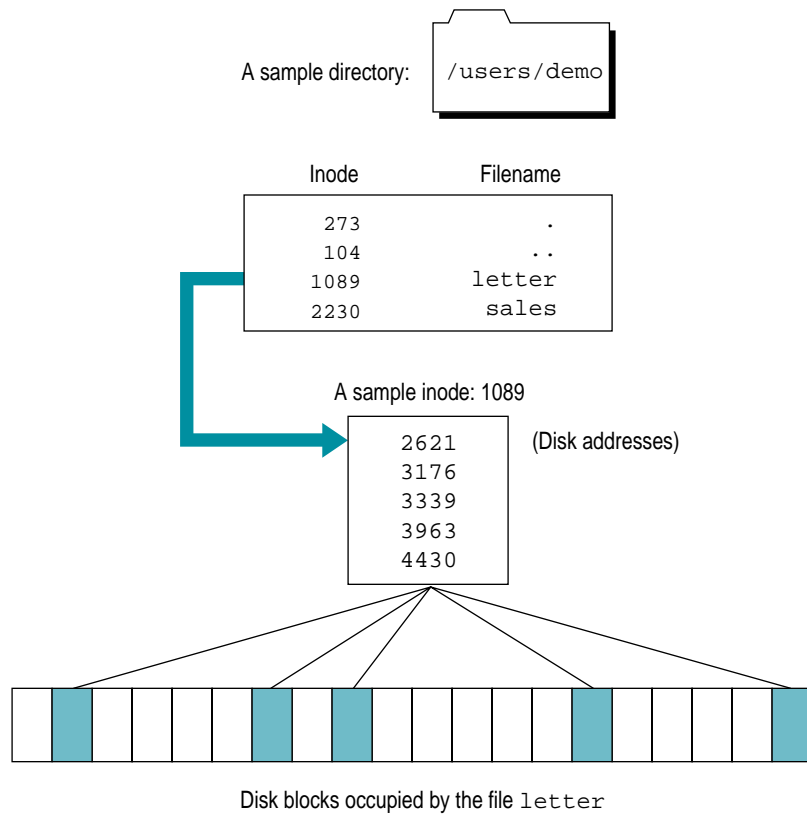 A sample directory: /users/demo
Inode Filename
273 .
104 ..
1089 letter
2230 sales
A sample inode: 1089
2621 (Disk addresses)
3176
3339
3963
4430
Disk blocks occupied by the file letter